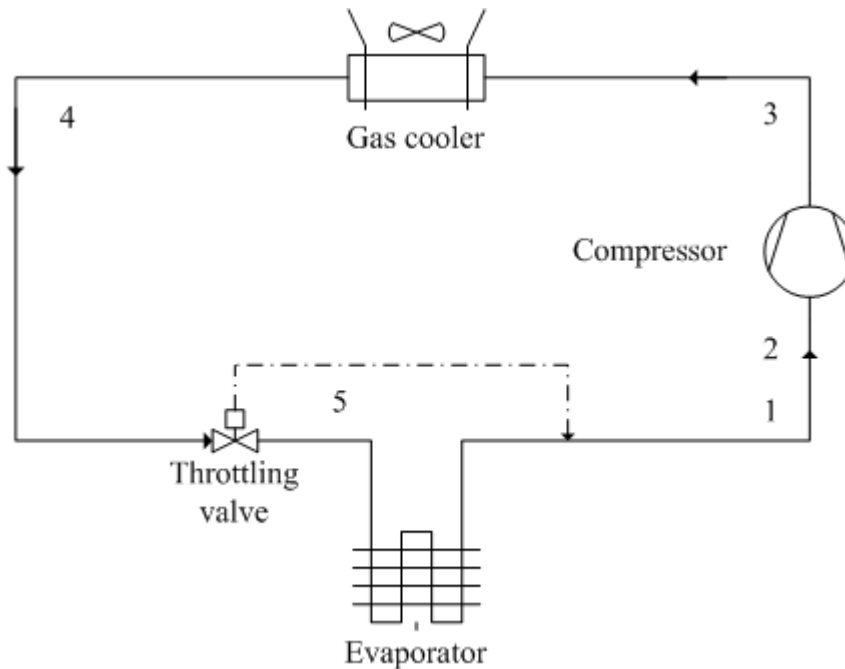 4
Gas cooler
3
Compressor
2
5
1
Throttling
valve
Evaporator